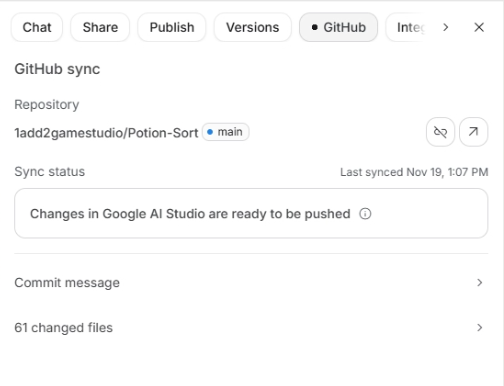 Chat Share Publish Versions GitHub
GitHub sync
Repository
1add2gamestudio/Potion-Sort main
Sync status Last synced Nov 19, 1:07 PM
Changes in Google AI Studio are ready to be pushed
Commit message
61 changed files